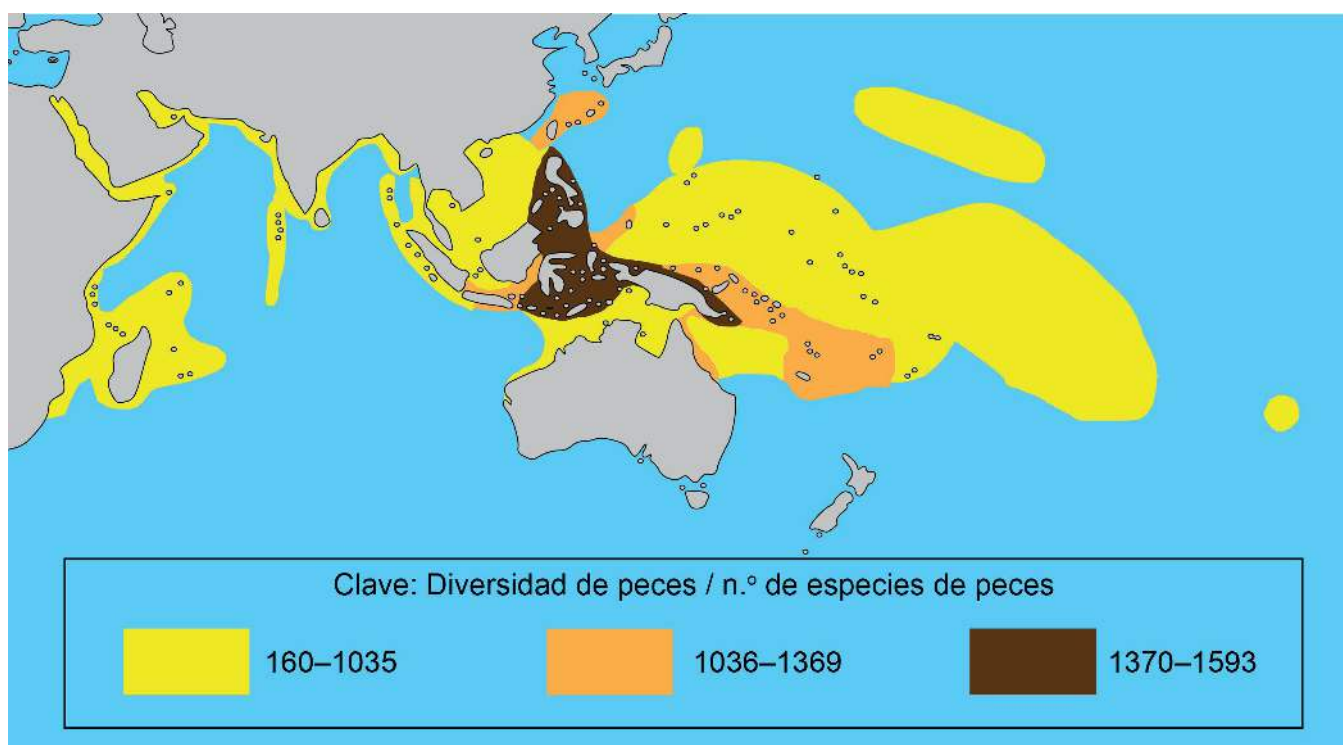 Clave: Diversidad de peces / n.º de especies de peces
160–1035
1036–1369
1370–1593